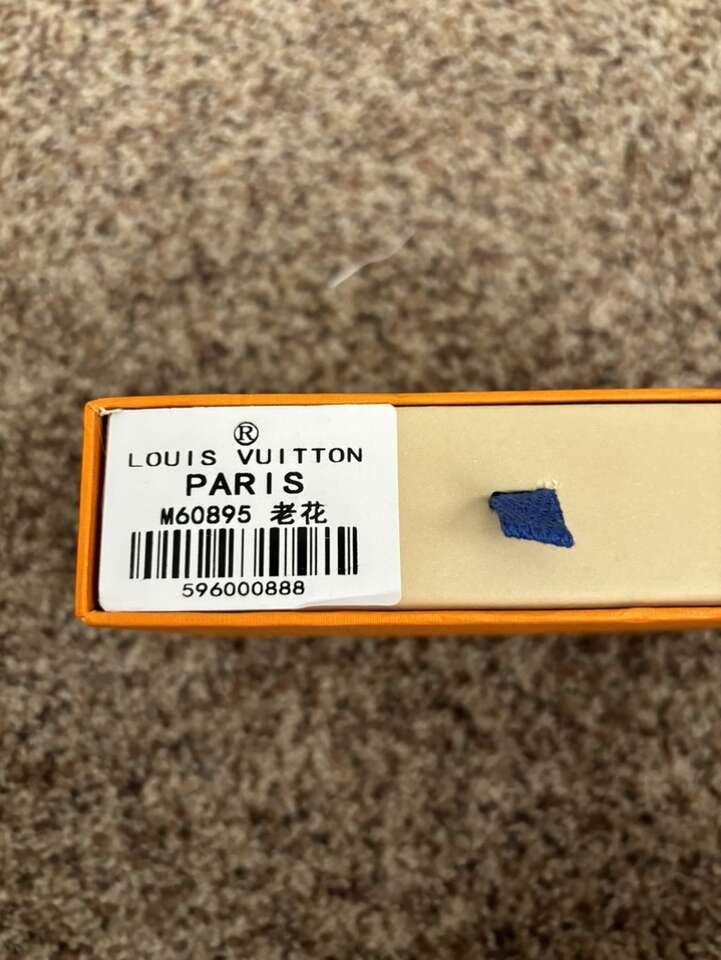 ®
LOUIS VUITTON
PARIS
M60895 老花
596000888